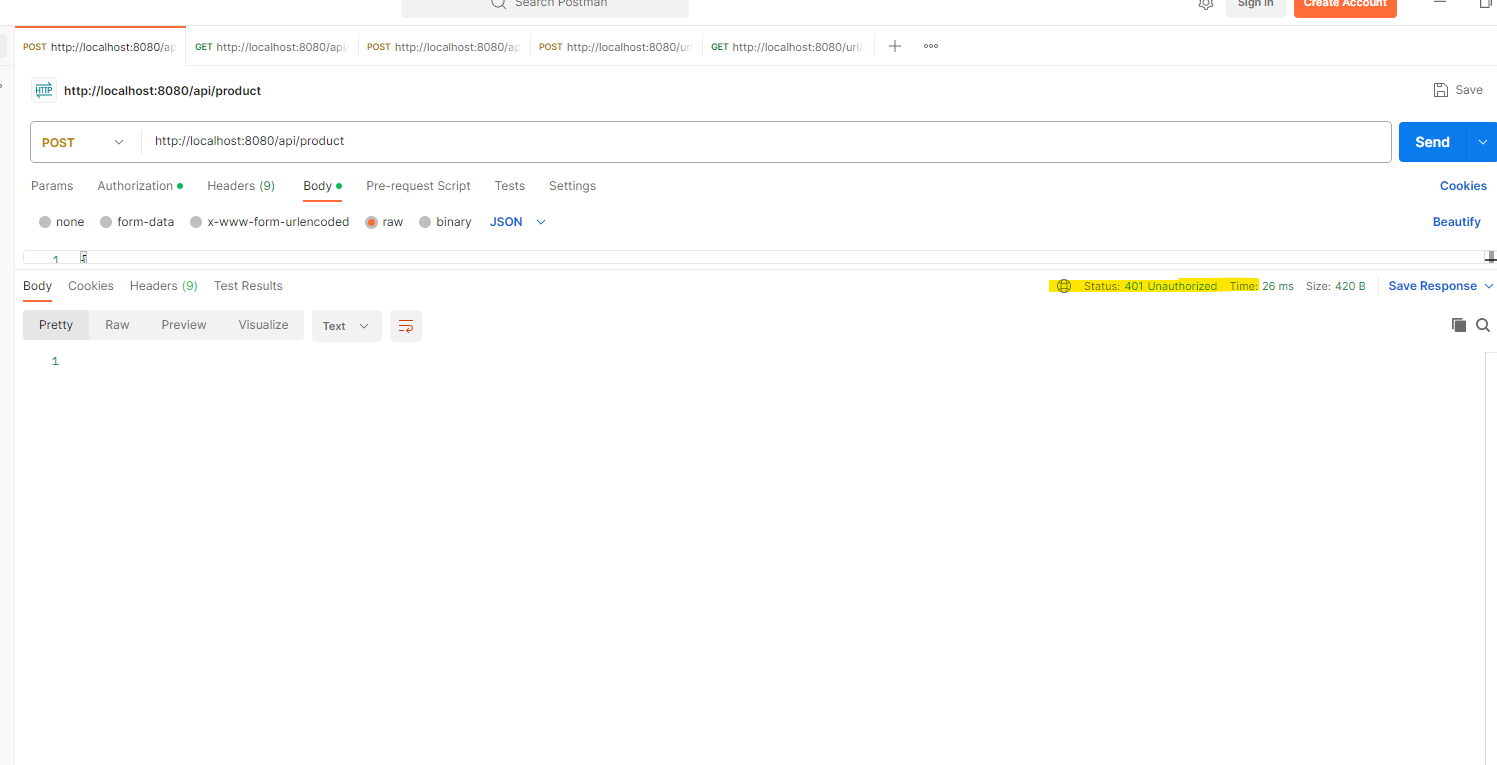 Search Postman
Sign in
Create Account
POST http://localhost:8080/ap
GET http://localhost:8080/api
POST http://localhost:8080/ap
POST http://localhost:8080/url
GET http://localhost:8080/url/
HTTP http://localhost:8080/api/product
Save
POST http://localhost:8080/api/product
Send
Params Authorization Headers (9) Body Pre-request Script Tests Settings Cookies
none form-data x-www-form-urlencoded raw binary JSON Beautify
1 {
Body Cookies Headers (9) Test Results Status: 401 Unauthorized Time: 26 ms Size: 420 B Save Response
Pretty Raw Preview Visualize Text
1